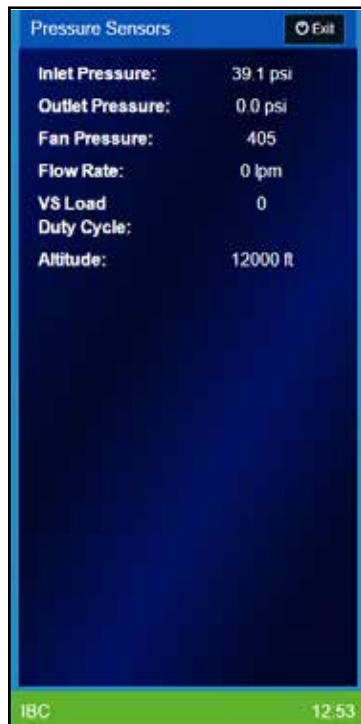 Pressure Sensors Exit
Inlet Pressure: 39.1 psi
Outlet Pressure: 0.0 psi
Fan Pressure: 405
Flow Rate: 0 lpm
VS Load 0
Duty Cycle:
Altitude: 12000 ft
IBC 12:53